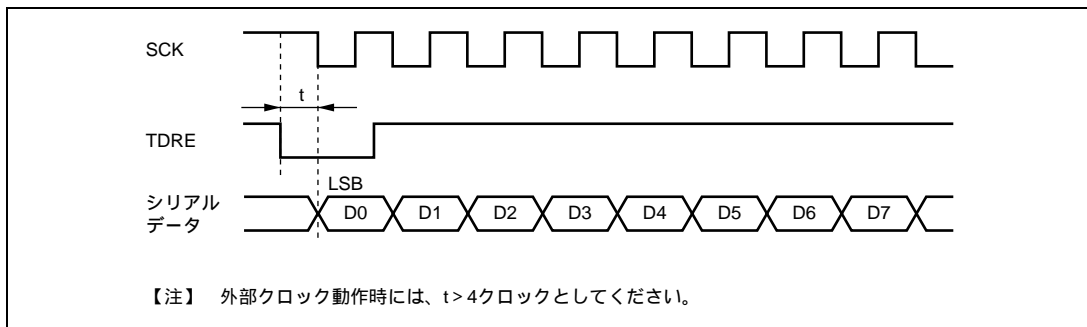 SCK
t
TDRE
LSB
シリアル
データ
D0 D1 D2 D3 D4 D5 D6 D7
【注】 外部クロック動作時には、t>4クロックとしてください。